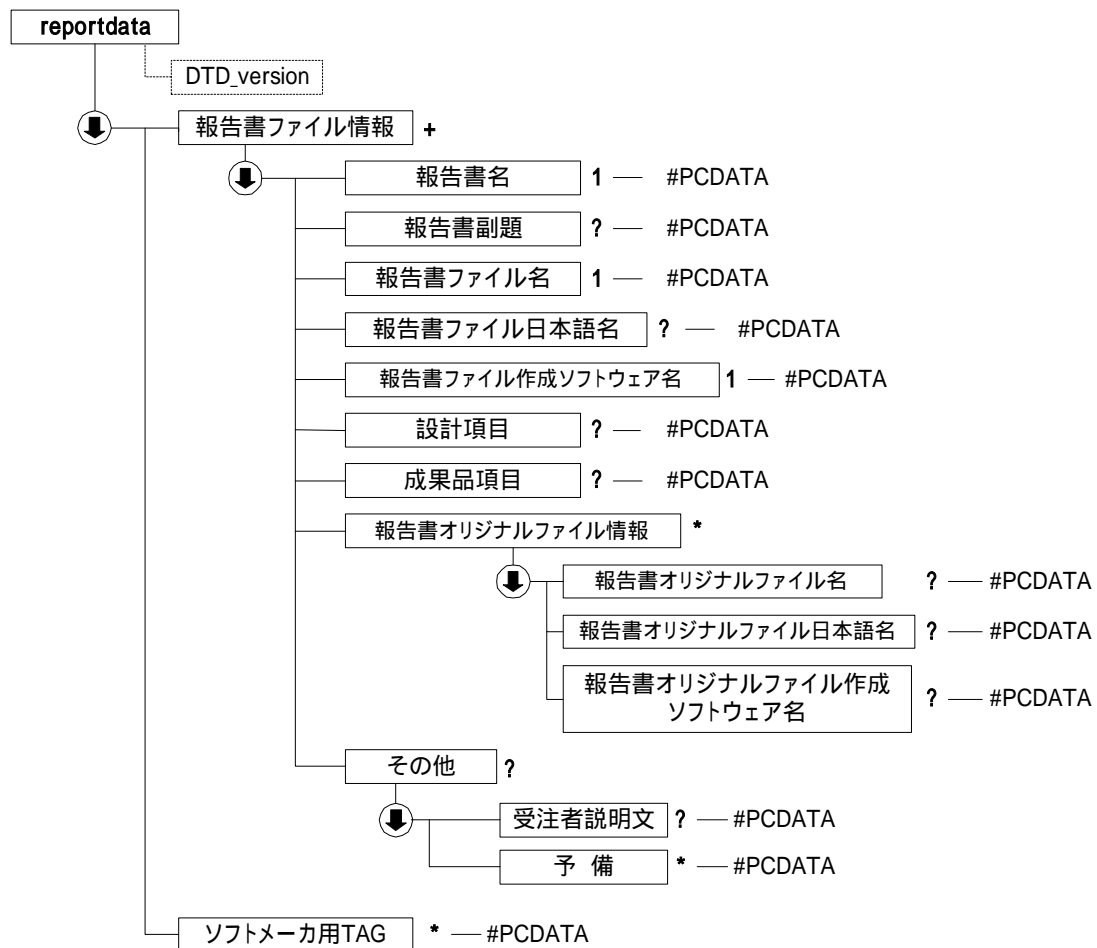 reportdata
DTD_version
報告書ファイル情報 +
報告書名 1 — #PCDATA
報告書副題 ? — #PCDATA
報告書ファイル名 1 — #PCDATA
報告書ファイル日本語名 ? — #PCDATA
報告書ファイル作成ソフトウェア名 1 — #PCDATA
設計項目 ? — #PCDATA
成果品項目 ? — #PCDATA
報告書オリジナルファイル情報 *
報告書オリジナルファイル名 ? — #PCDATA
報告書オリジナルファイル日本語名 ? — #PCDATA
報告書オリジナルファイル作成
ソフトウェア名 ? — #PCDATA
その他 ?
受注者説明文 ? — #PCDATA
予 備 * — #PCDATA
ソフトメーカ用TAG * — #PCDATA